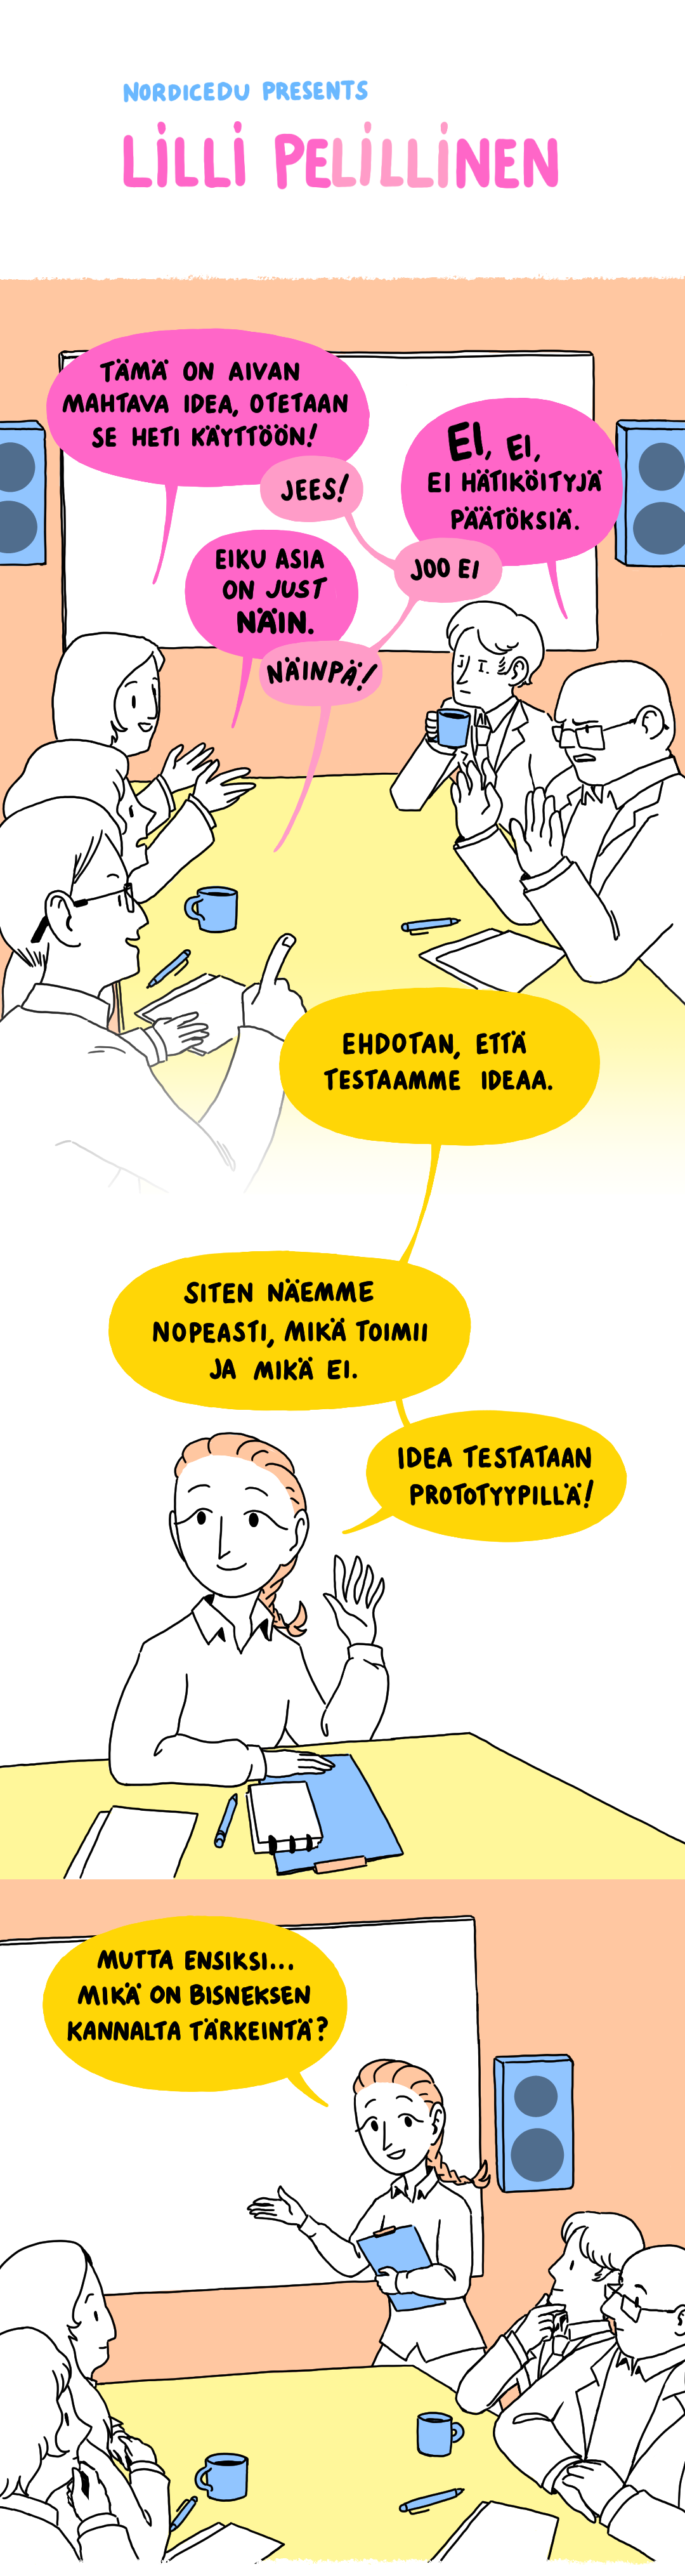 NORDICEDU PRESENTS
LILLI PELILLINEN
TÄMÄ ON AIVAN
MAHTAVA IDEA, OTETAAN
SE HETI KÄYTTÖÖN!
JEES!
EI, EI,
EI HÄTIKÖITYJÄ
PÄÄTÖKSIÄ.
JOO EI
EIKU ASIA
ON JUST
NÄIN.
NÄINPÄ!
EHDOTAN, ETTÄ
TESTAAMME IDEAA.
SITEN NÄEMME
NOPEASTI, MIKÄ TOIMII
JA MIKÄ EI.
IDEA TESTATAAN
PROTOTYYPILLÄ!
MUTTA ENSIKSI...
MIKÄ ON BISNEKSEN
KANNALTA TÄRKEINTÄ?